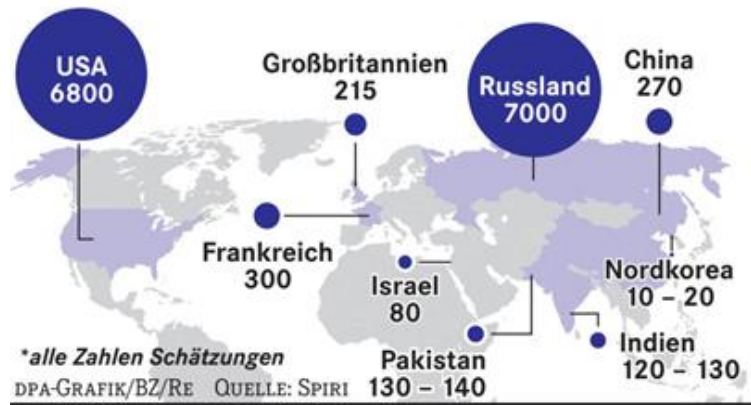 USA
6800
Großbritannien
215
Russland
7000
China
270
Frankreich
300
Israel
80
Nordkorea
10 – 20
Pakistan
130 – 140
Indien
120 – 130
*alle Zahlen Schätzungen
DPA-GRAFIK/BZ/RE QUELLE: SPIRI